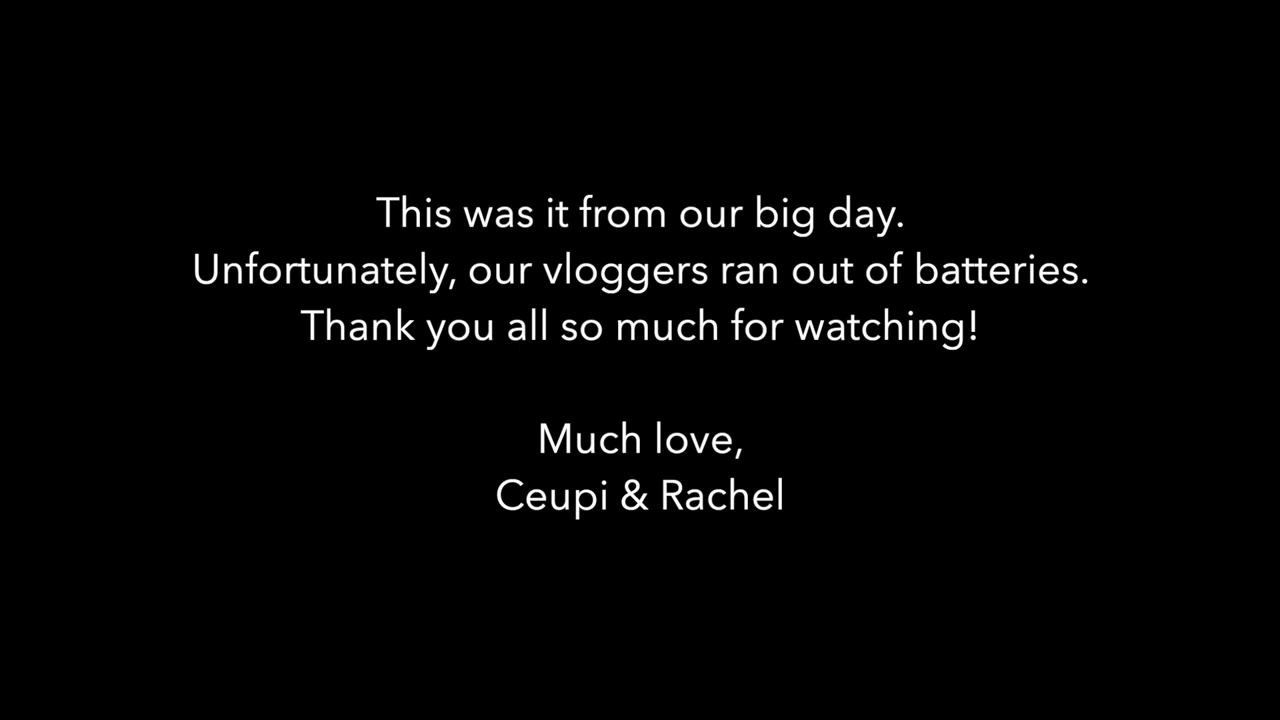 This was it from our big day.
Unfortunately, our vloggers ran out of batteries.
Thank you all so much for watching!
Much love,
Ceupi & Rachel